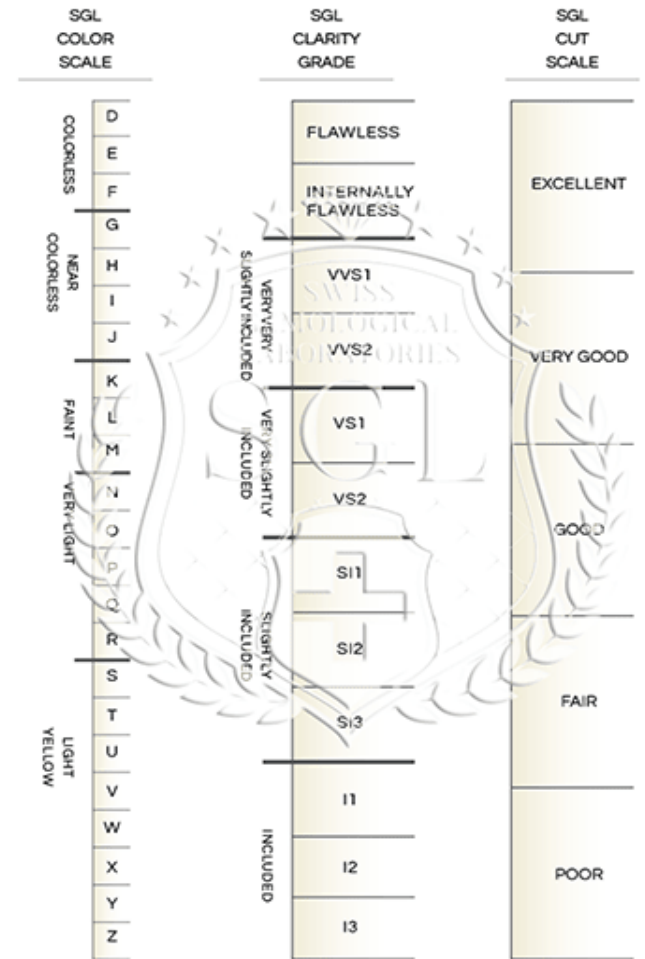 SGL
COLOR
SCALE
COLORLESS
D
E
F
NEAR
COLORLESS
G
H
I
J
FAINT
K
L
M
VERY LIGHT
N
O
P
Q
R
LIGHT
YELLOW
S
T
U
V
W
X
Y
Z
SGL
CLARITY
GRADE
FLAWLESS
INTERNALLY
FLAWLESS
VERY VERY
SLIGHTLY INCLUDED
VVS1
VVS2
VERY SLIGHTLY
INCLUDED
VS1
VS2
SLIGHTLY
INCLUDED
SI1
SI2
SI3
INCLUDED
I1
I2
I3
SGL
CUT
SCALE
EXCELLENT
VERY GOOD
GOOD
FAIR
POOR
SWISS
GEMOLOGICAL
LABORATORIES
SGL